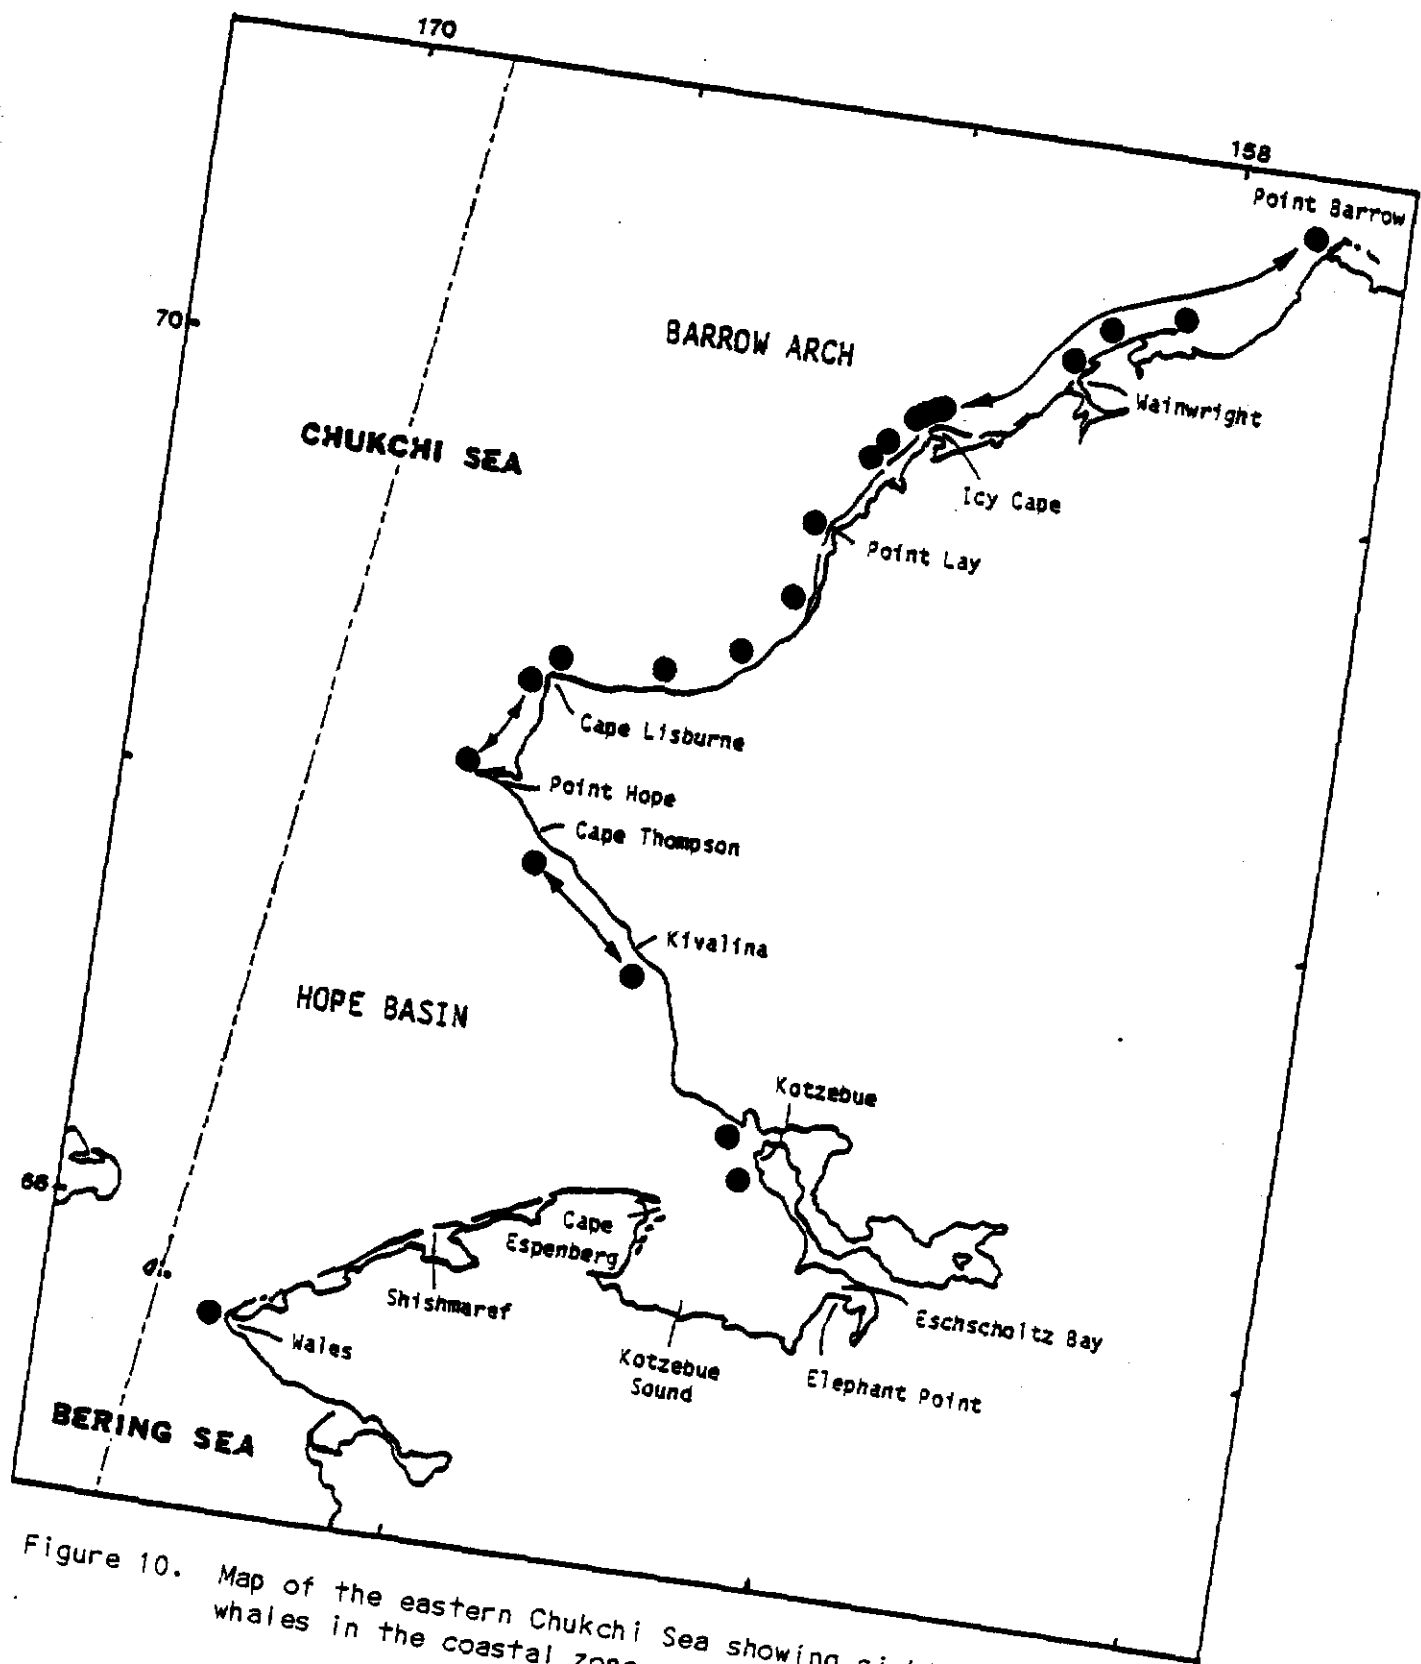 170
158
Point Barrow
70
BARROW ARCH
Wainwright
CHUKCHI SEA
Icy Cape
Point Lay
Cape Lisburne
Point Hope
Cape Thompson
Kivalina
HOPE BASIN
Kotzebue
66
Cape
Espenberg
Shishmaref
Eschscholtz Bay
Wales
Kotzebue
Sound
Elephant Point
BERING SEA
Figure 10. Map of the eastern Chukchi Sea showing
whales in the coastal